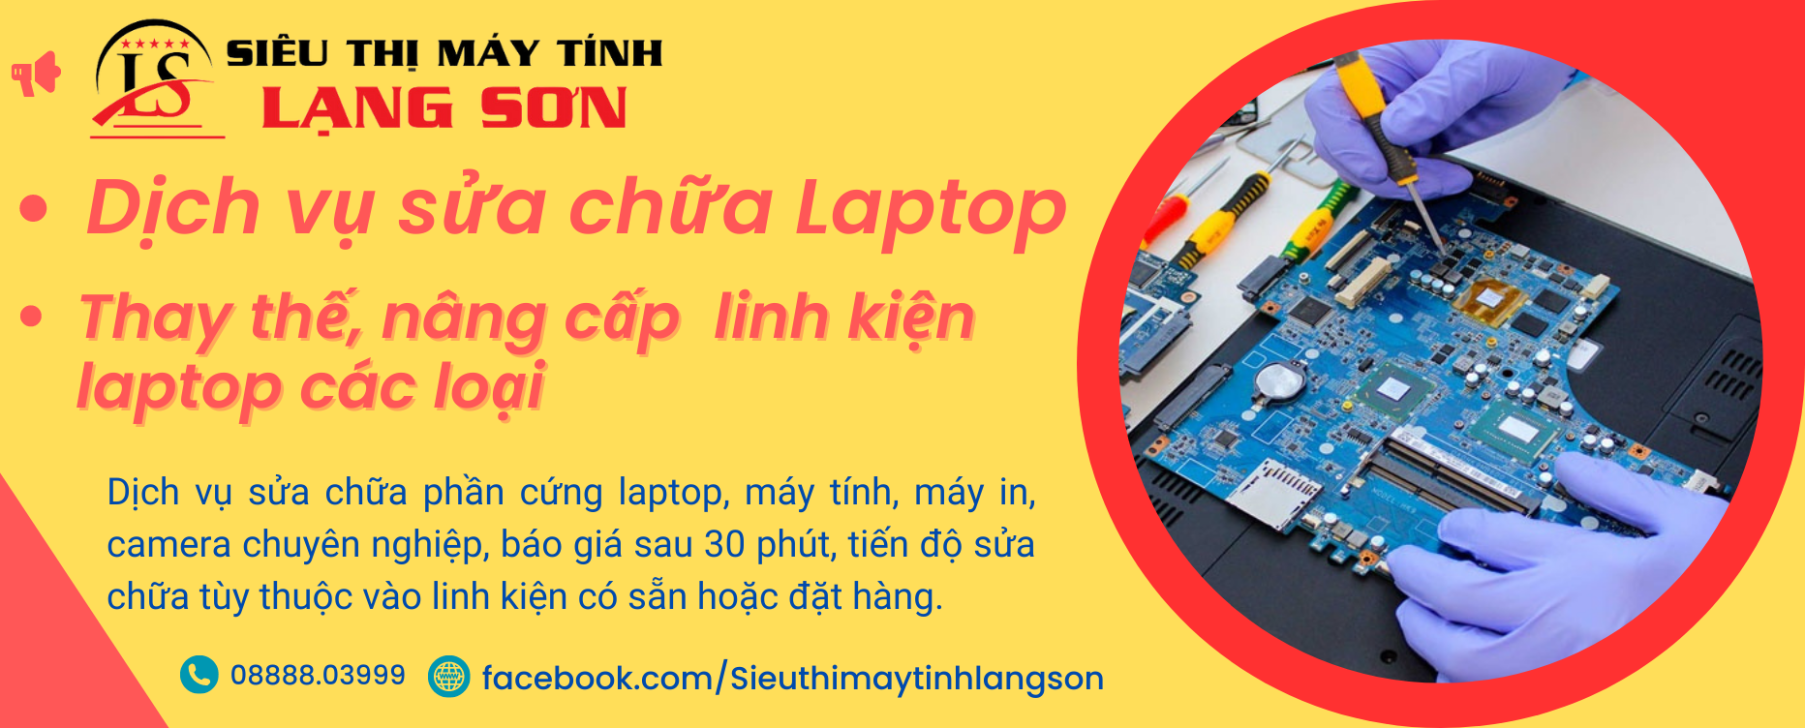 LS
SIÊU THỊ MÁY TÍNH
LẠNG SƠN
• Dịch vụ sửa chữa Laptop
• Thay thế, nâng cấp linh kiện
laptop các loại
Dịch vụ sửa chữa phần cứng laptop, máy tính, máy in,
camera chuyên nghiệp, báo giá sau 30 phút, tiến độ sửa
chữa tùy thuộc vào linh kiện có sẵn hoặc đặt hàng.
08888.03999
facebook.com/Sieuthimaytinhlangson